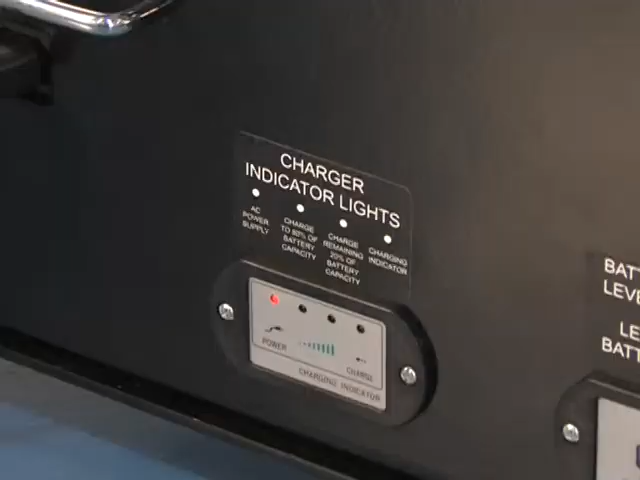 CHARGER
INDICATOR LIGHTS
AC
POWER
SUPPLY
CHARGE
TO 80% OF
BATTERY
CAPACITY
CHARGE
REMAINING
20% OF
BATTERY
CAPACITY
CHARGING
INDICATOR
POWER
CHARGE
CHARGING INDICATOR
BAT
LEVE
LE
BATT